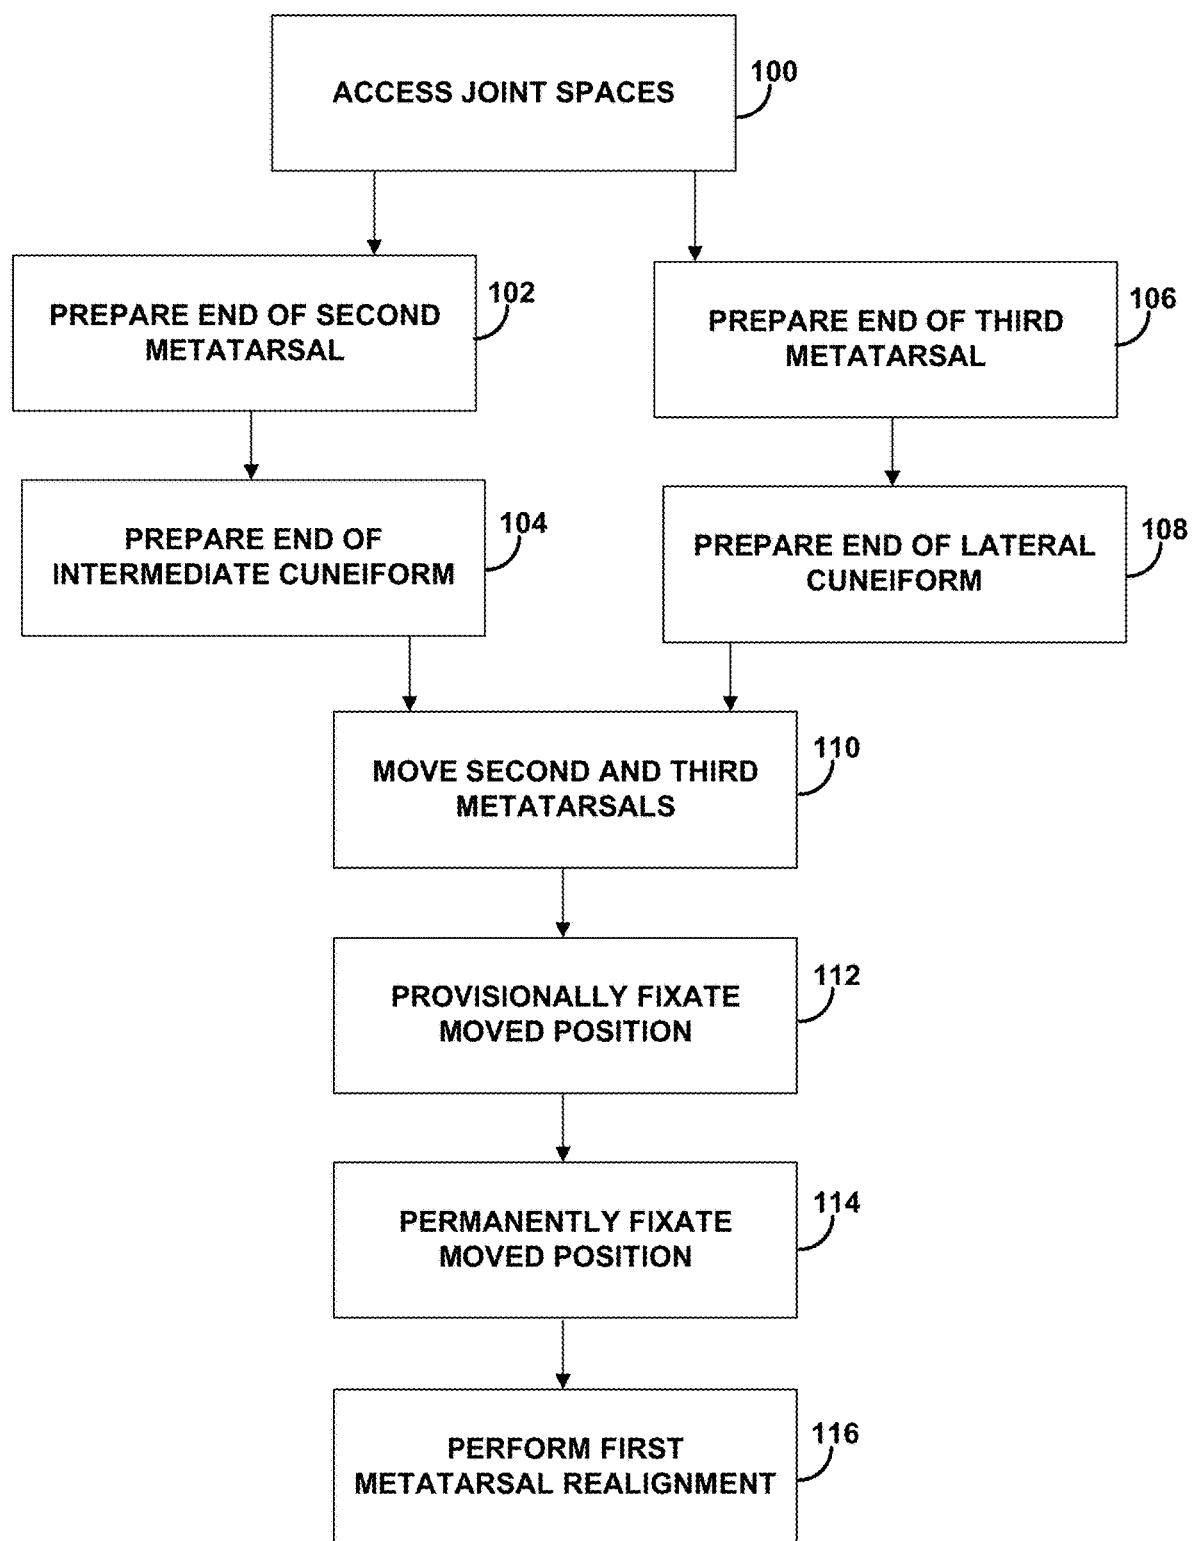 ACCESS JOINT SPACES
100
PREPARE END OF SECOND
METATARSAL
102
PREPARE END OF THIRD
METATARSAL
106
PREPARE END OF
INTERMEDIATE CUNEIFORM
104
PREPARE END OF LATERAL
CUNEIFORM
108
MOVE SECOND AND THIRD
METATARSALS
110
PROVISIONALLY FIXATE
MOVED POSITION
112
PERMANENTLY FIXATE
MOVED POSITION
114
PERFORM FIRST
METATARSAL REALIGNMENT
116